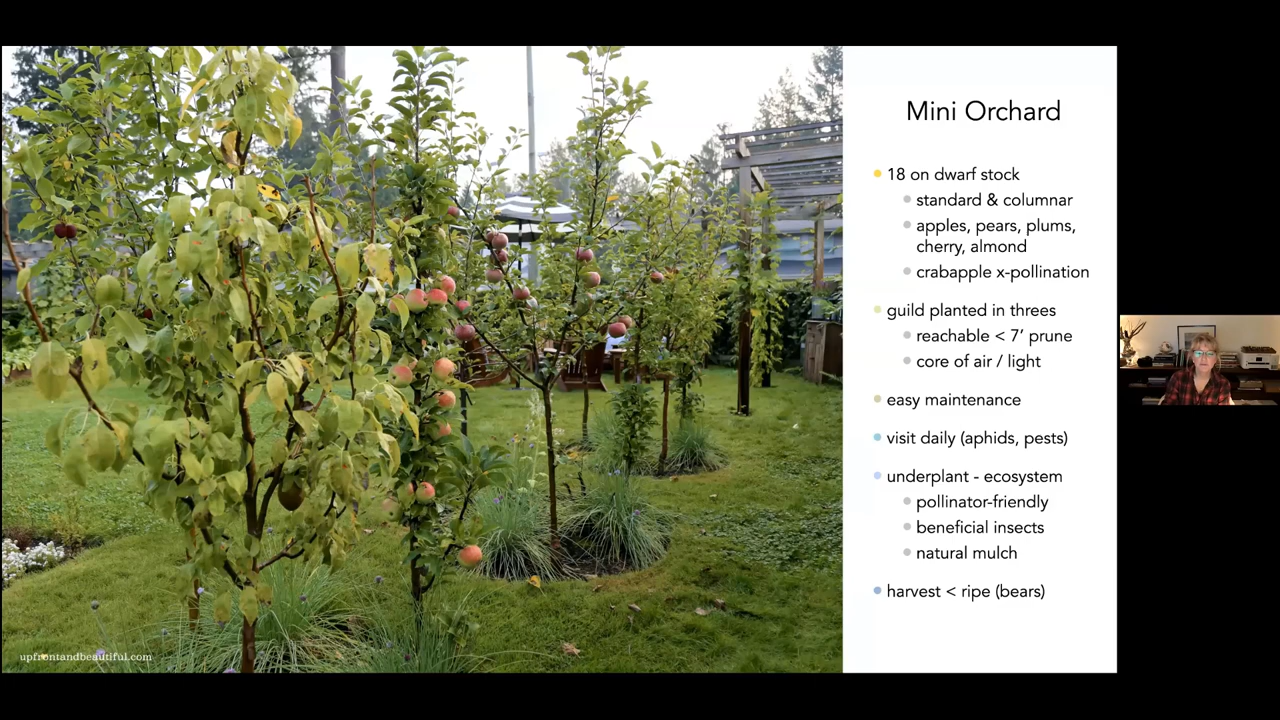 Mini Orchard
18 on dwarf stock
standard & columnar
apples, pears, plums,
cherry, almond
crabapple x-pollination
guild planted in threes
reachable < 7’ prune
core of air / light
easy maintenance
visit daily (aphids, pests)
underplant - ecosystem
pollinator-friendly
beneficial insects
natural mulch
harvest < ripe (bears)
upfrontandbeautiful.com